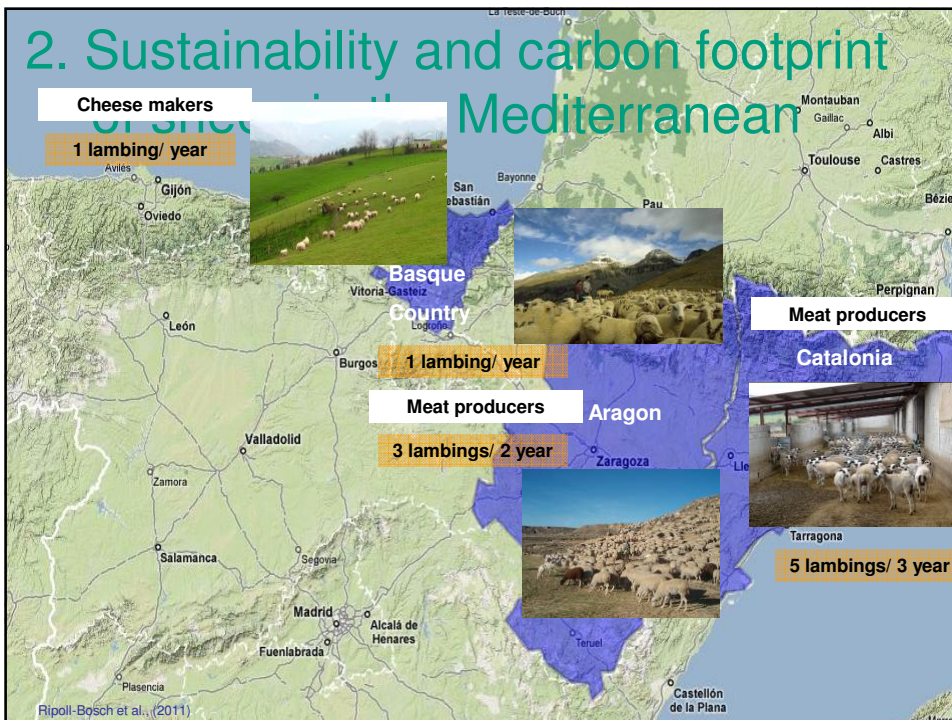 La Teste-de-Buch
2. Sustainability and carbon footprint
Mediterranean
Cheese makers
1 lambing/ year
Avilés
Gijón
Oviedo
San
Bayonne
Pau
Montauban
Gaillac
Albi
Toulouse
Castres
Perpignan
Basque
Country
Vitoria-Gasteiz
Logroño
León
Burgos
1 lambing/ year
Meat producers
3 lambings/ 2 year
Aragon
Zaragoza
Meat producers
Catalonia
Tarragona
5 lambings/ 3 year
Valladolid
Zamora
Salamanca
Segovia
Madrid
Alcalá de
Henares
Fuenlabrada
Teruel
Plasencia
Castellón
de la Plana
Ripoll-Bosch et al., (2011)